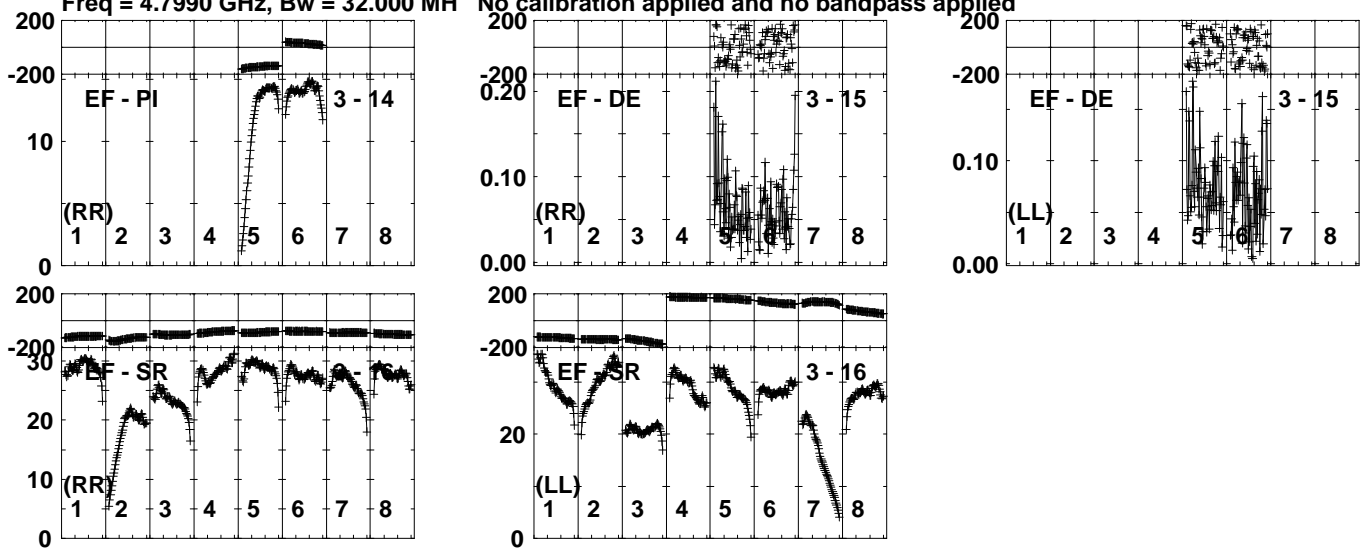 Freq = 4.7990 GHz, Bw = 32.000 MH No calibration applied and no bandpass applied
200
-200
EF - PI 3 - 14
10
(RR)
1 2 3 4 5 6 7 8
0
200
-200
0.20
EF - DE 3 - 15
0.10
(RR)
1 2 3 4 5 6 7 8
0.00
200
-200
EF - DE 3 - 15
0.10
(LL)
1 2 3 4 5 6 7 8
0.00
200
-200
30
EF - SR 3 - 16
20
10
(RR)
1 2 3 4 5 6 7 8
0
200
-200
EF - SR 3 - 16
20
(LL)
1 2 3 4 5 6 7 8
0